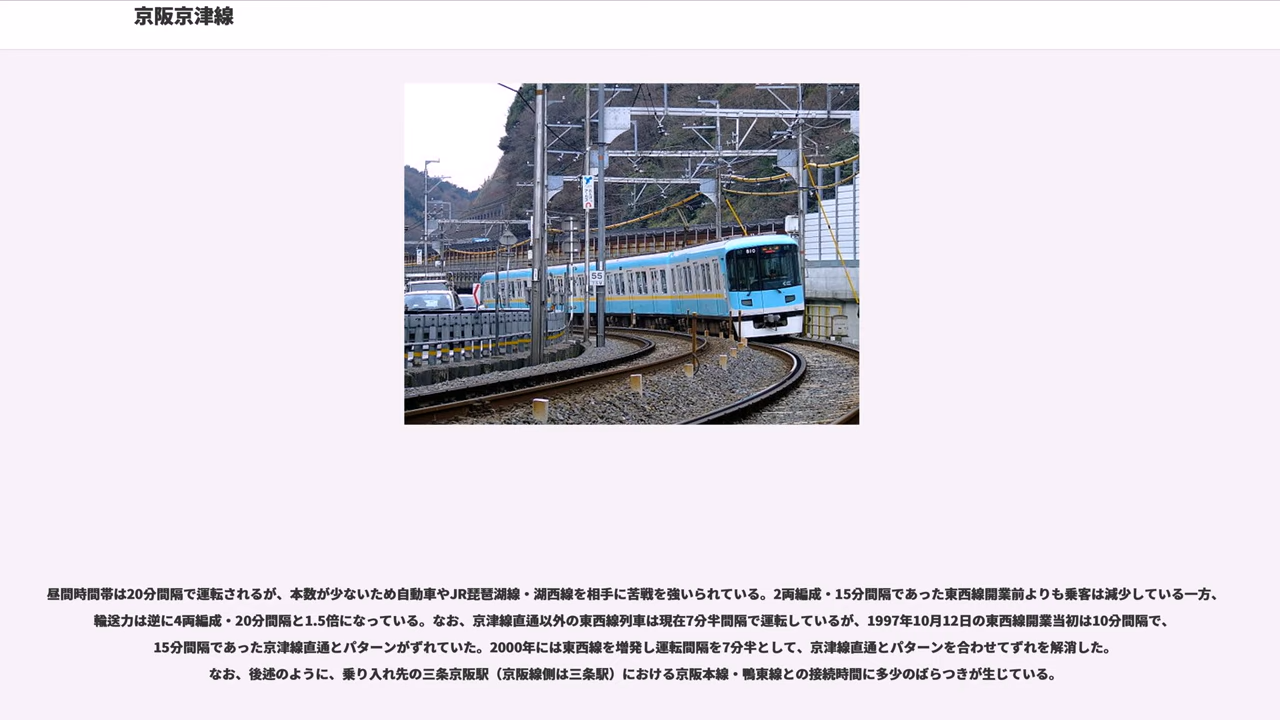 京阪京津線
55
昼間時間帯は20分間隔で運転されるが、本数が少ないため自動車やJR琵琶湖線・湖西線を相手に苦戦を強いられている。2両編成・15分間隔であった東西線開業前よりも乗客は減少している一方、
輸送力は逆に4両編成・20分間隔と1.5倍になっている。なお、京津線直通以外の東西線列車は現在7分半間隔で運転しているが、1997年10月12日の東西線開業当初は10分間隔で、
15分間隔であった京津線直通とパターンがずれていた。2000年には東西線を増発し運転間隔を7分半として、京津線直通とパターンを合わせてずれを解消した。
なお、後述のように、乗り入れ先の三条京阪駅（京阪線側は三条駅）における京阪本線・鴨東線との接続時間に多少のばらつきが生じている。